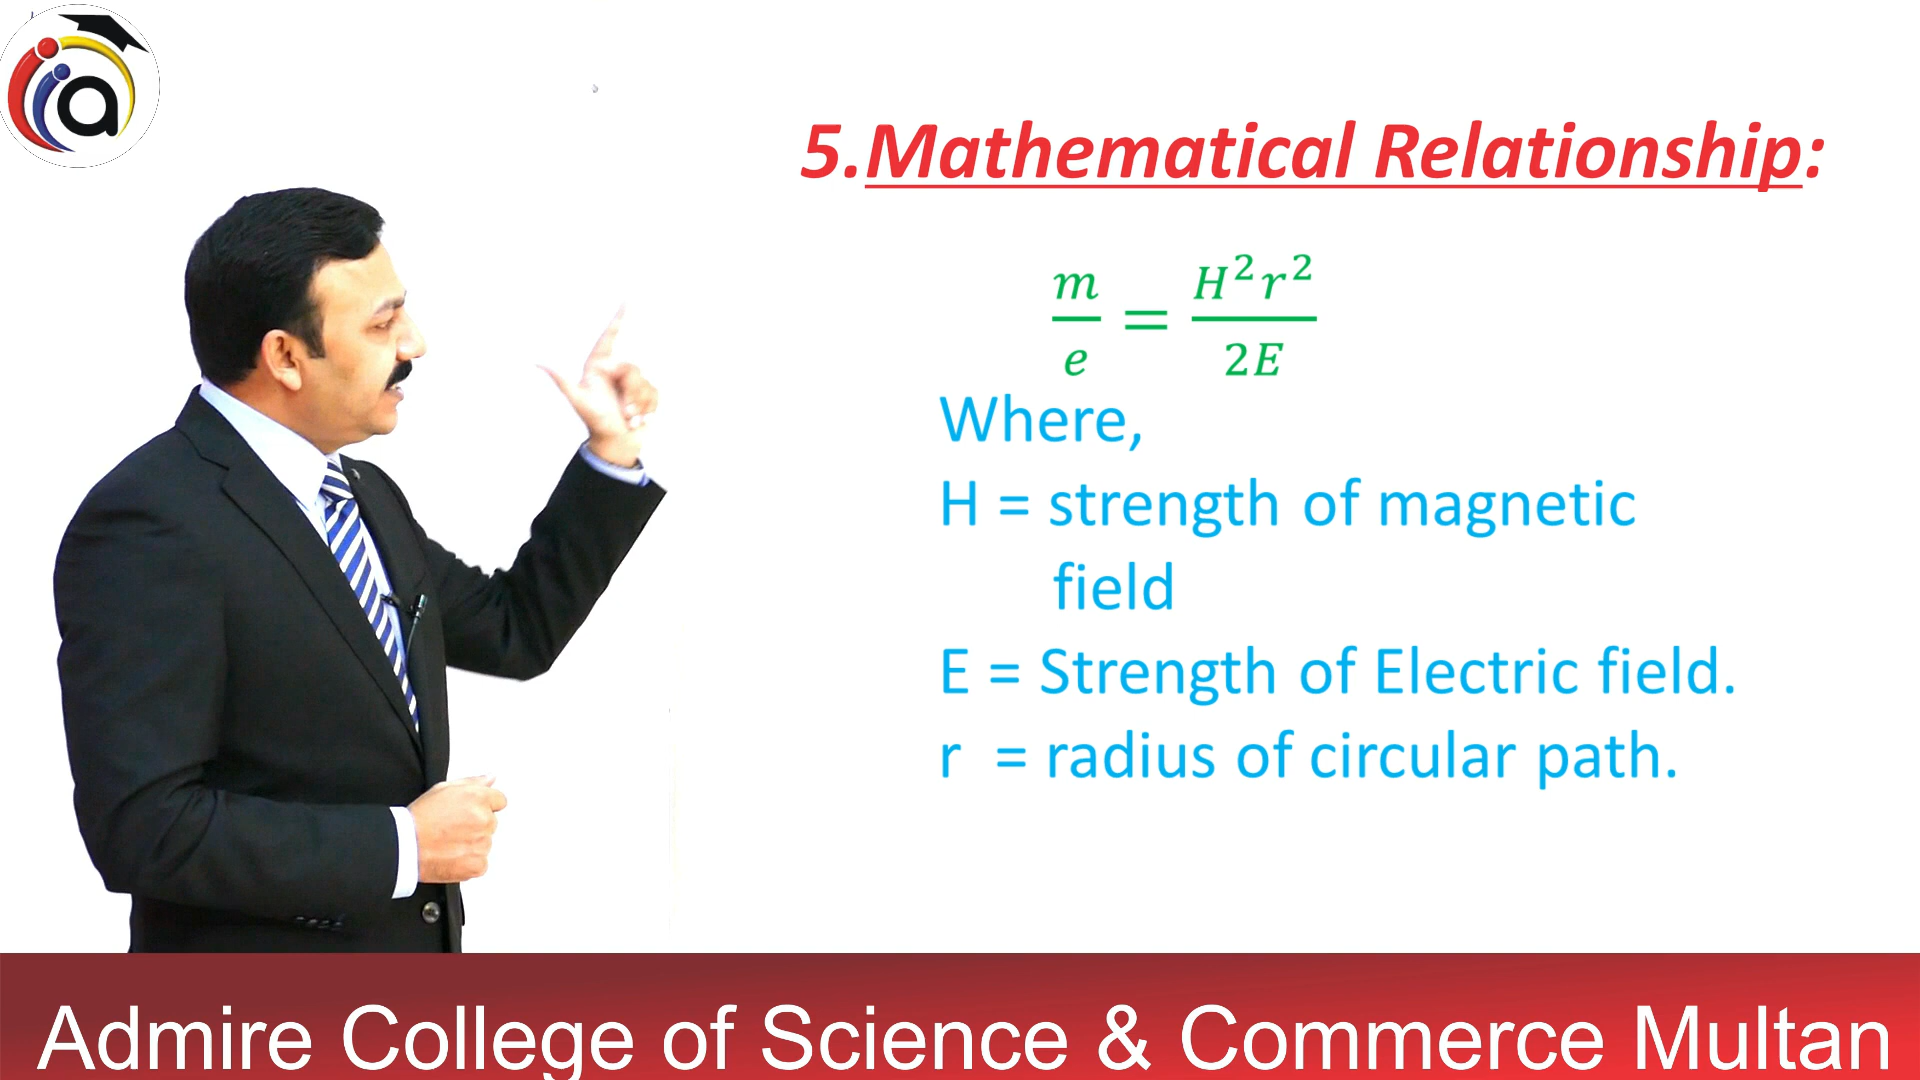 a
5.Mathematical Relationship:
m/e = H²r²/2E
Where,
H = strength of magnetic
field
E = Strength of Electric field.
r = radius of circular path.
Admire College of Science & Commerce Multan